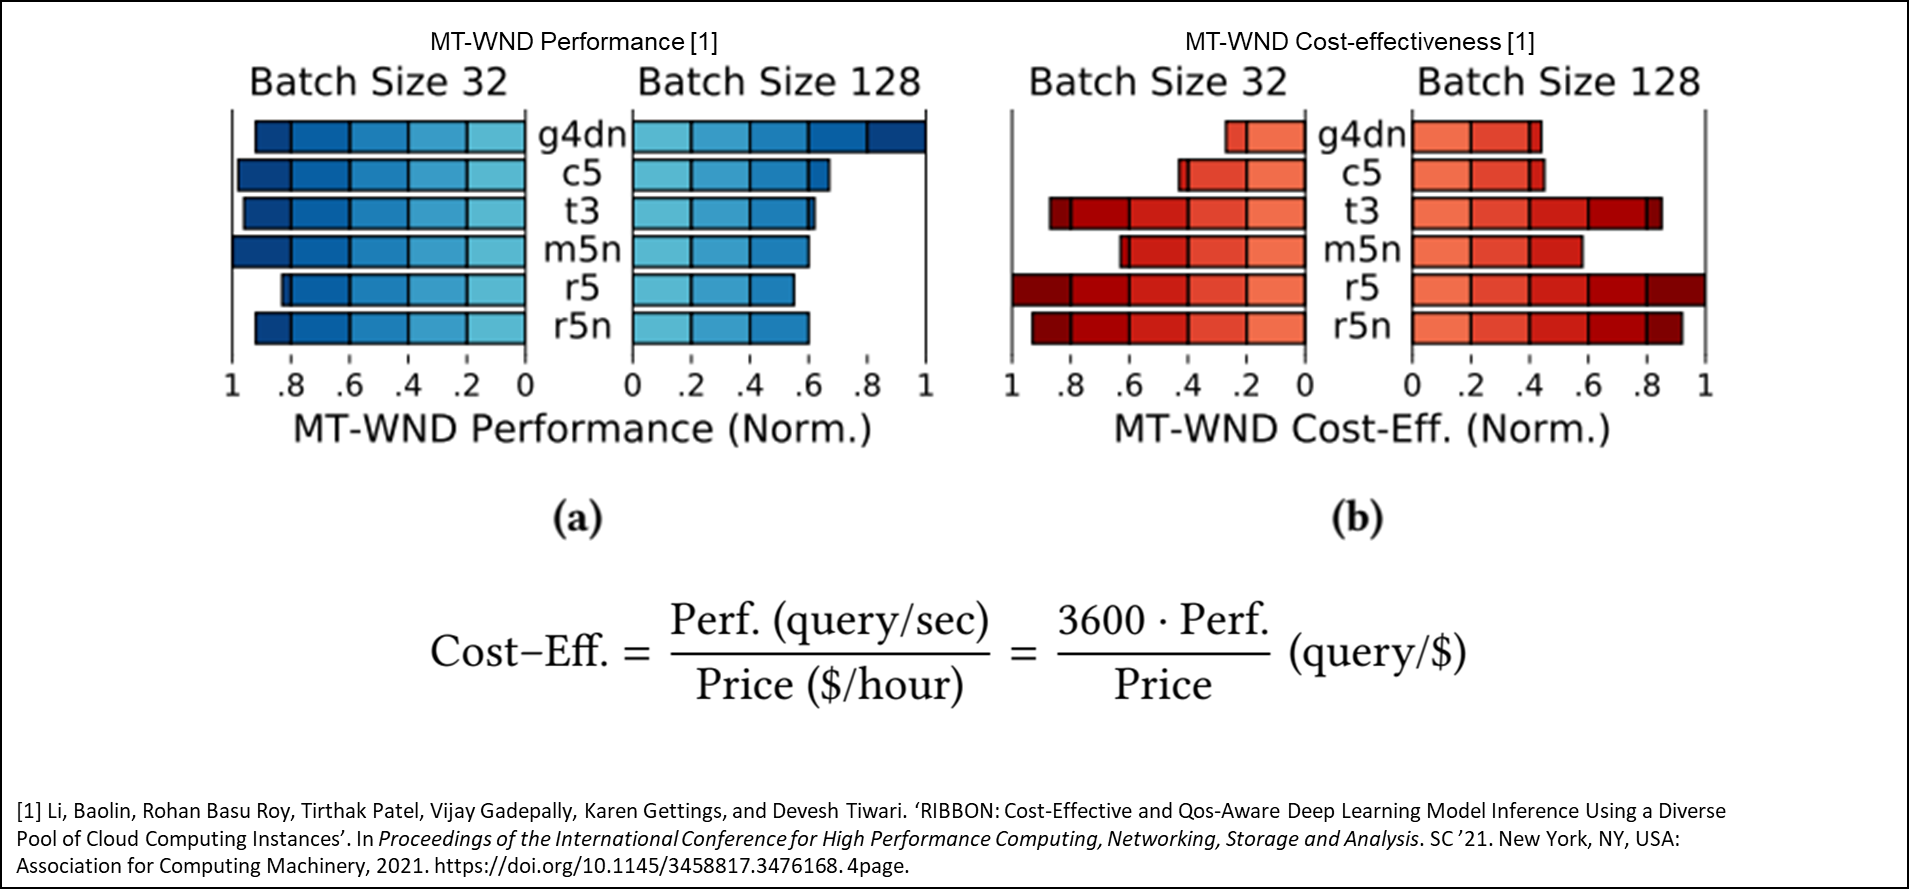 MT-WND Performance [1]
Batch Size 32 Batch Size 128
g4dn
c5
t3
m5n
r5
r5n
1 .8 .6 .4 .2 0 0 .2 .4 .6 .8 1
MT-WND Performance (Norm.)
(a)
MT-WND Cost-effectiveness [1]
Batch Size 32 Batch Size 128
g4dn
c5
t3
m5n
r5
r5n
1 .8 .6 .4 .2 0 0 .2 .4 .6 .8 1
MT-WND Cost-Eff. (Norm.)
(b)
Cost–Eff. = Perf. (query/sec) / Price ($/hour) = 3600 · Perf. / Price (query/$)
[1] Li, Baolin, Rohan Basu Roy, Tirthak Patel, Vijay Gadepally, Karen Gettings, and Devesh Tiwari. ‘RIBBON: Cost-Effective and Qos-Aware Deep Learning Model Inference Using a Diverse
Pool of Cloud Computing Instances’. In Proceedings of the International Conference for High Performance Computing, Networking, Storage and Analysis. SC ’21. New York, NY, USA:
Association for Computing Machinery, 2021. https://doi.org/10.1145/3458817.3476168. 4page.